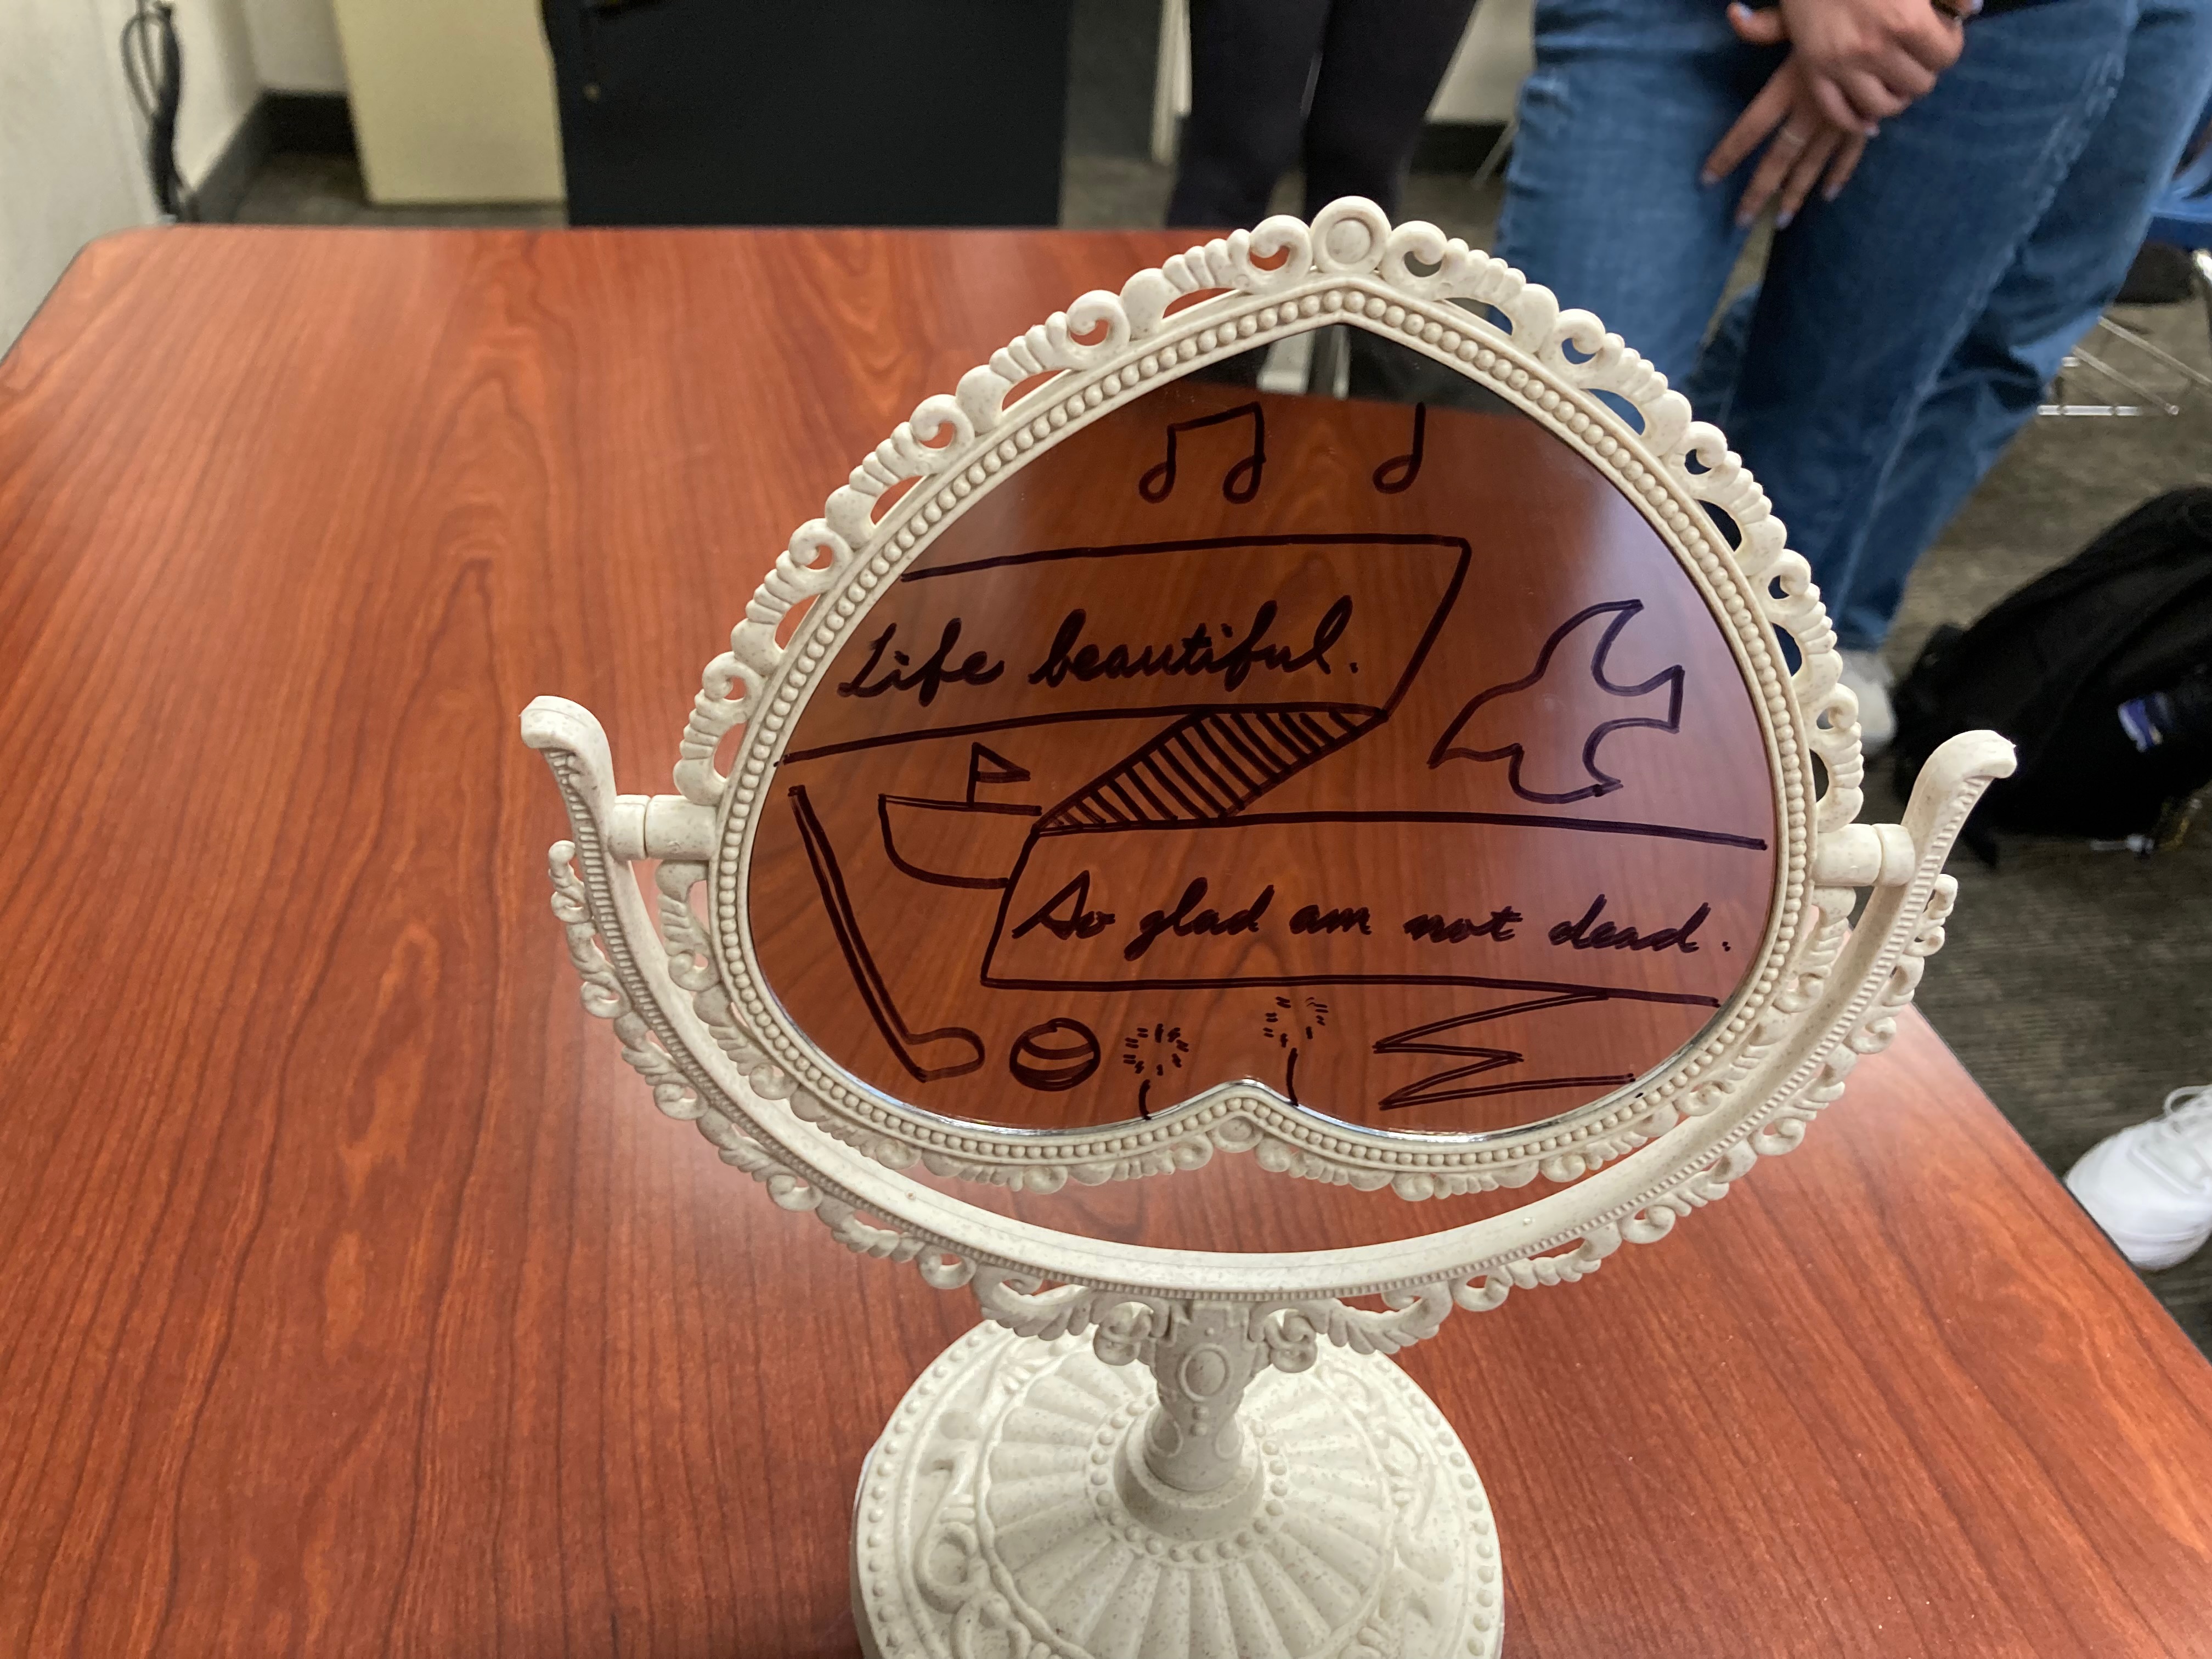 Life beautiful.
So glad am not dead.